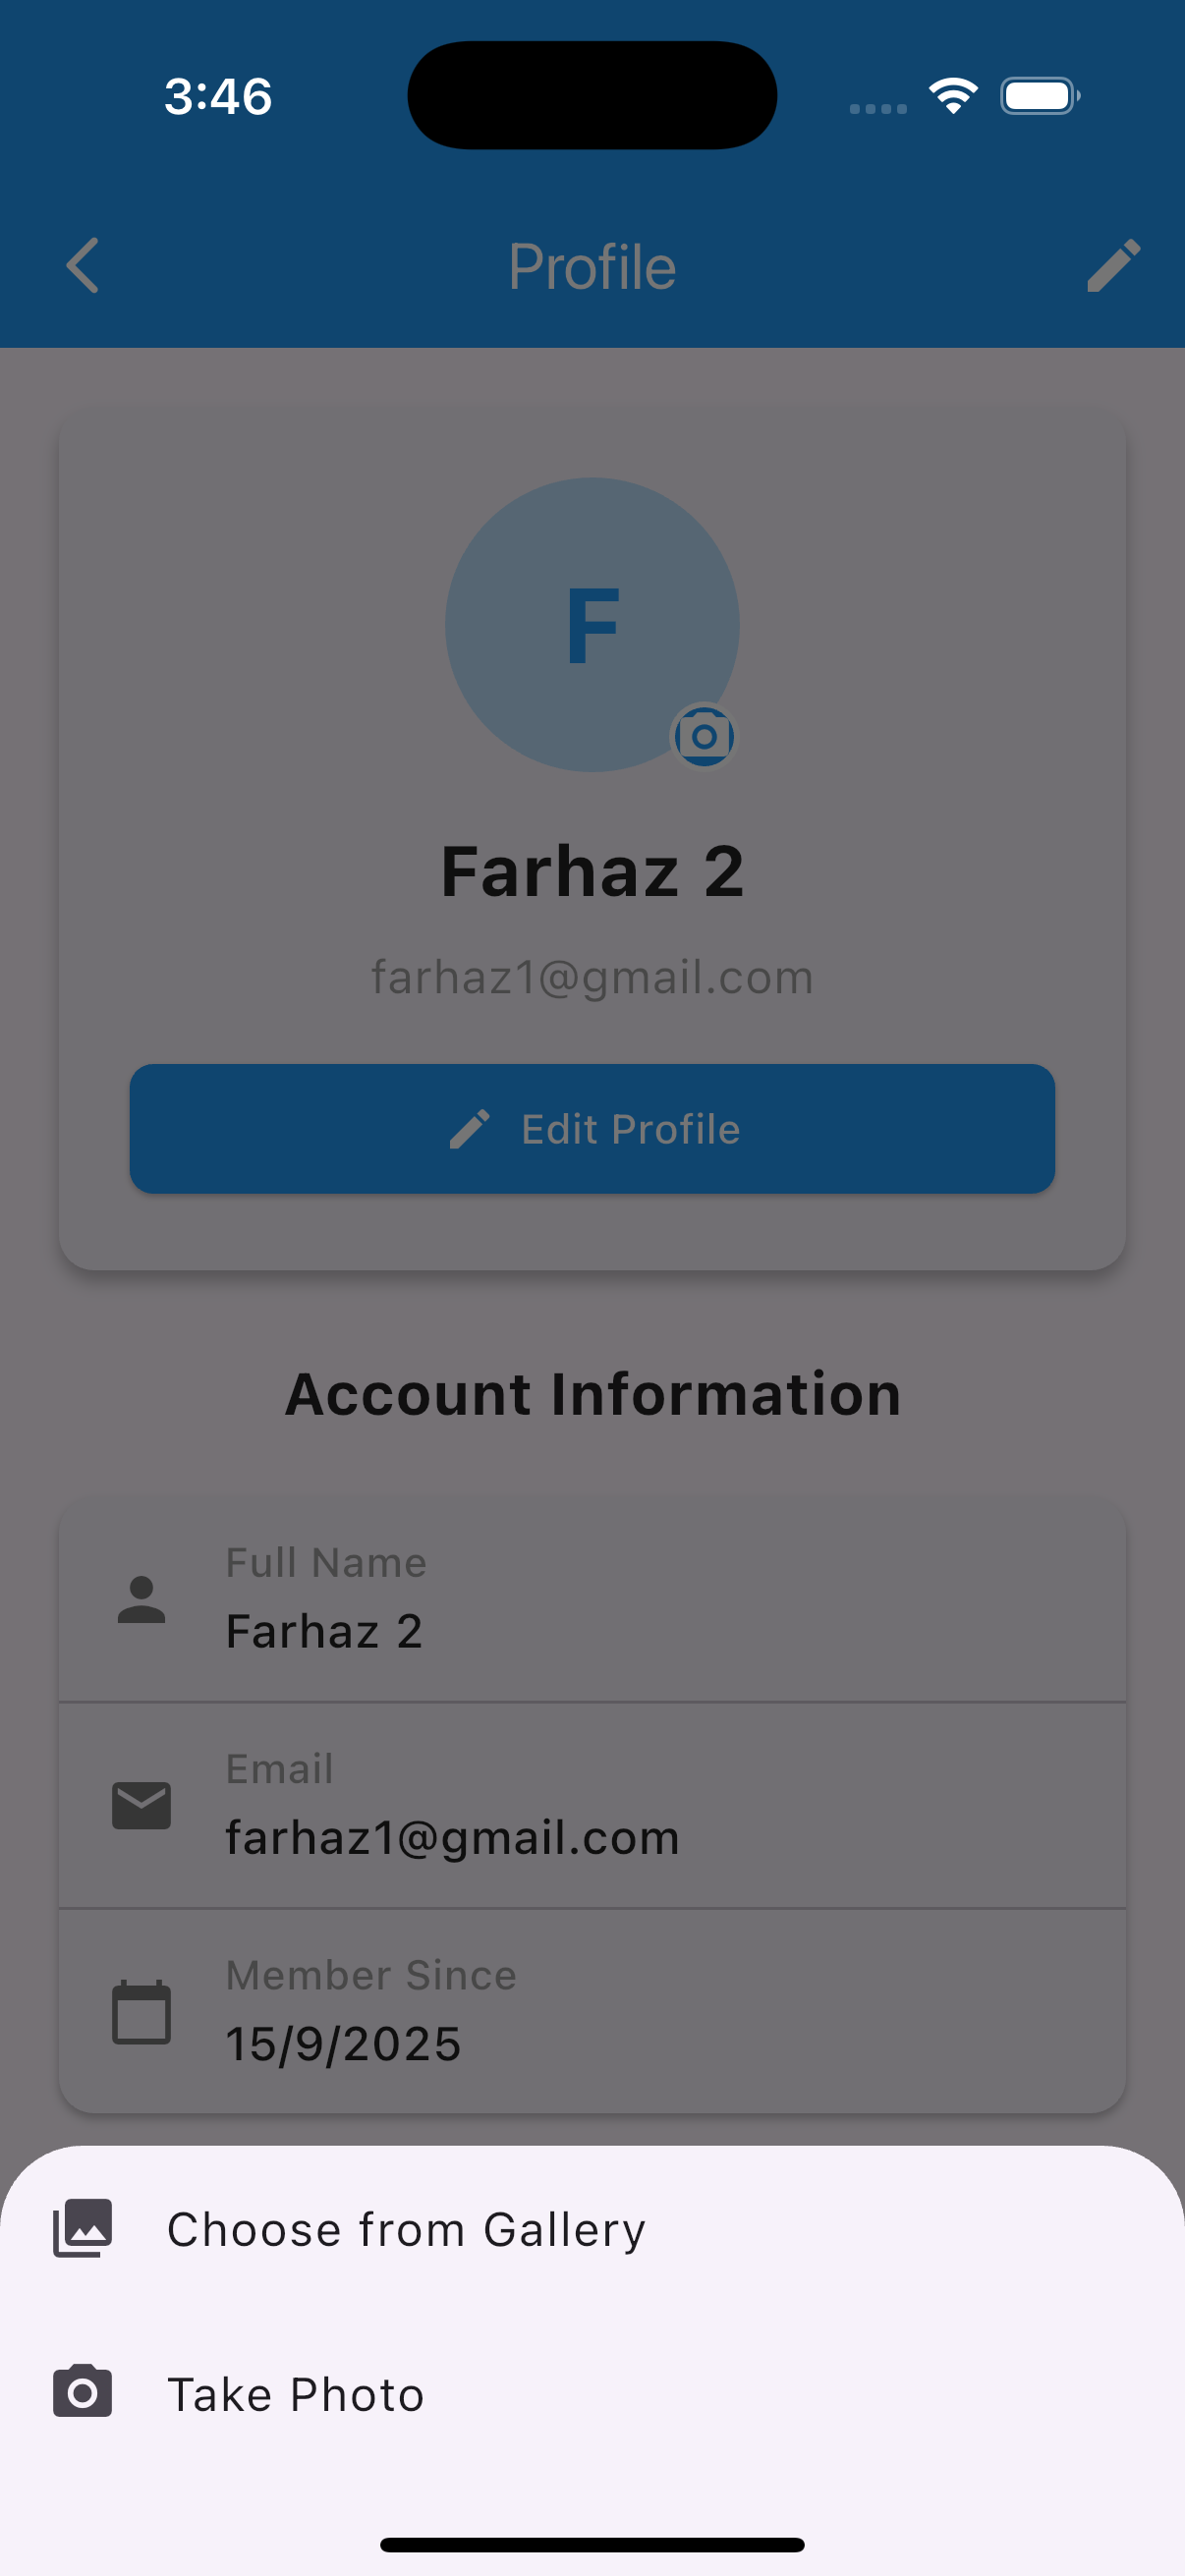 3:46
Profile
F
Farhaz 2
farhaz1@gmail.com
Edit Profile
Account Information
Full Name
Farhaz 2
Email
farhaz1@gmail.com
Member Since
15/9/2025
Choose from Gallery
Take Photo